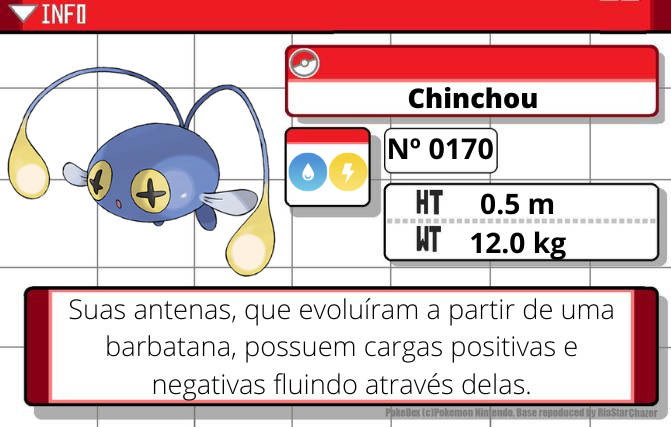 INFO
Chinchou
Nº 0170
HT 0.5 m
WT 12.0 kg
Suas antenas, que evoluíram a partir de uma
barbatana, possuem cargas positivas e
negativas fluindo através delas.
PokeDex (c)Pokemon Nintendo. Base reproduced by RiaStarChazer